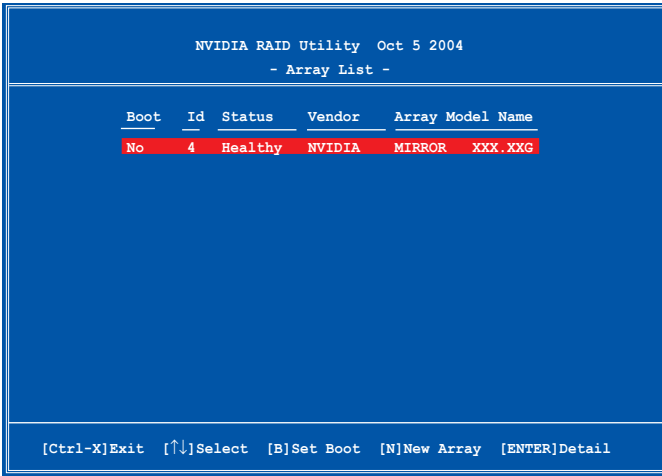 NVIDIA RAID Utility Oct 5 2004
- Array List -
Boot Id Status Vendor Array Model Name
No 4 Healthy NVIDIA MIRROR XXX.XXG
[Ctrl-X]Exit [↑↓]Select [B]Set Boot [N]New Array [ENTER]Detail